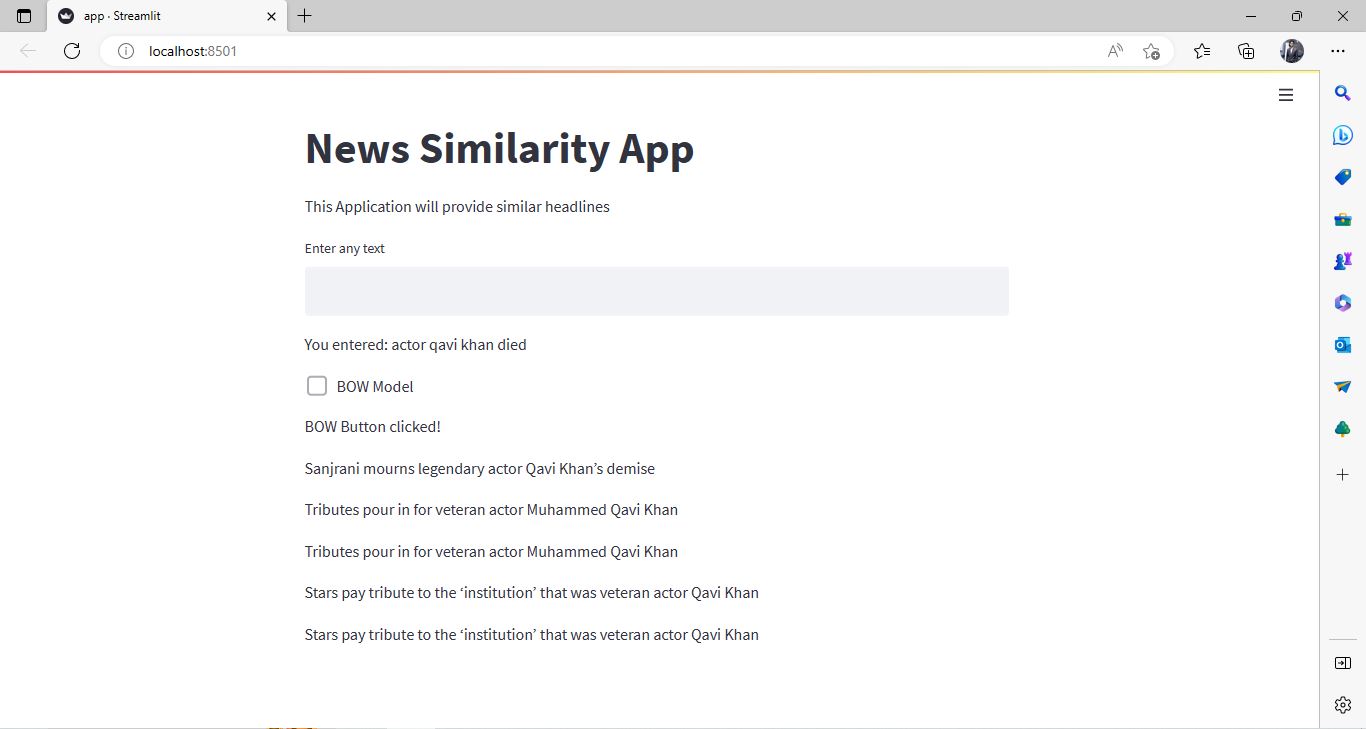 app · Streamlit
localhost:8501
News Similarity App
This Application will provide similar headlines
Enter any text
You entered: actor qavi khan died
BOW Model
BOW Button clicked!
Sanjrani mourns legendary actor Qavi Khan’s demise
Tributes pour in for veteran actor Muhammed Qavi Khan
Tributes pour in for veteran actor Muhammed Qavi Khan
Stars pay tribute to the ‘institution’ that was veteran actor Qavi Khan
Stars pay tribute to the ‘institution’ that was veteran actor Qavi Khan